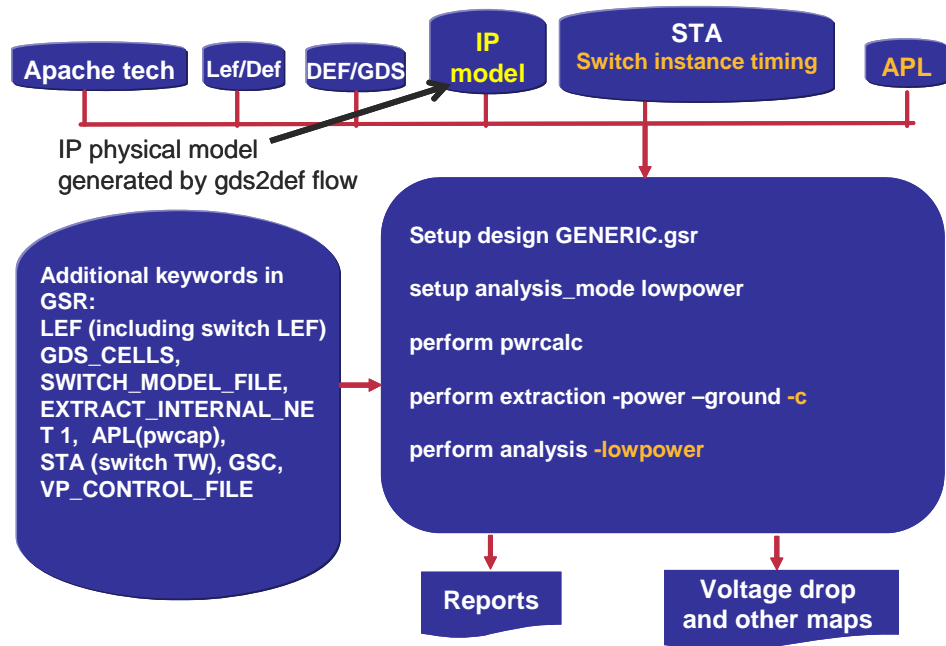 Apache tech
Lef/Def
DEF/GDS
IP
model
STA
Switch instance timing
APL
IP physical model
generated by gds2def flow
Additional keywords in
GSR:
LEF (including switch LEF)
GDS_CELLS,
SWITCH_MODEL_FILE,
EXTRACT_INTERNAL_NE
T 1, APL(pwcap),
STA (switch TW), GSC,
VP_CONTROL_FILE
Setup design GENERIC.gsr
setup analysis_mode lowpower
perform pwrcalc
perform extraction -power –ground -c
perform analysis -lowpower
Reports
Voltage drop
and other maps